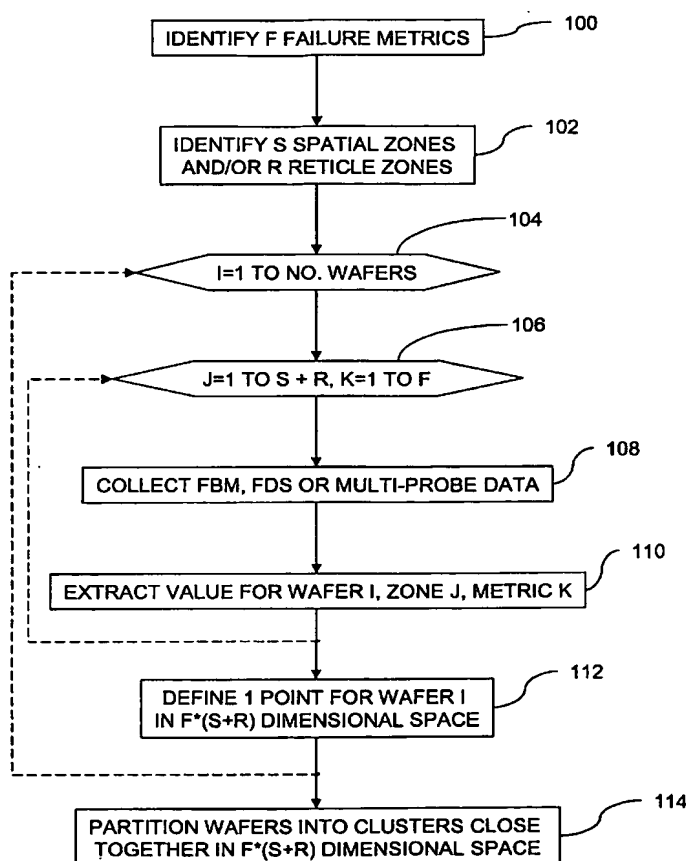 IDENTIFY F FAILURE METRICS
100
IDENTIFY S SPATIAL ZONES
AND/OR R RETICLE ZONES
102
104
I=1 TO NO. WAFERS
106
J=1 TO S + R, K=1 TO F
108
COLLECT FBM, FDS OR MULTI-PROBE DATA
110
EXTRACT VALUE FOR WAFER I, ZONE J, METRIC K
112
DEFINE 1 POINT FOR WAFER I
IN F*(S+R) DIMENSIONAL SPACE
114
PARTITION WAFERS INTO CLUSTERS CLOSE
TOGETHER IN F*(S+R) DIMENSIONAL SPACE